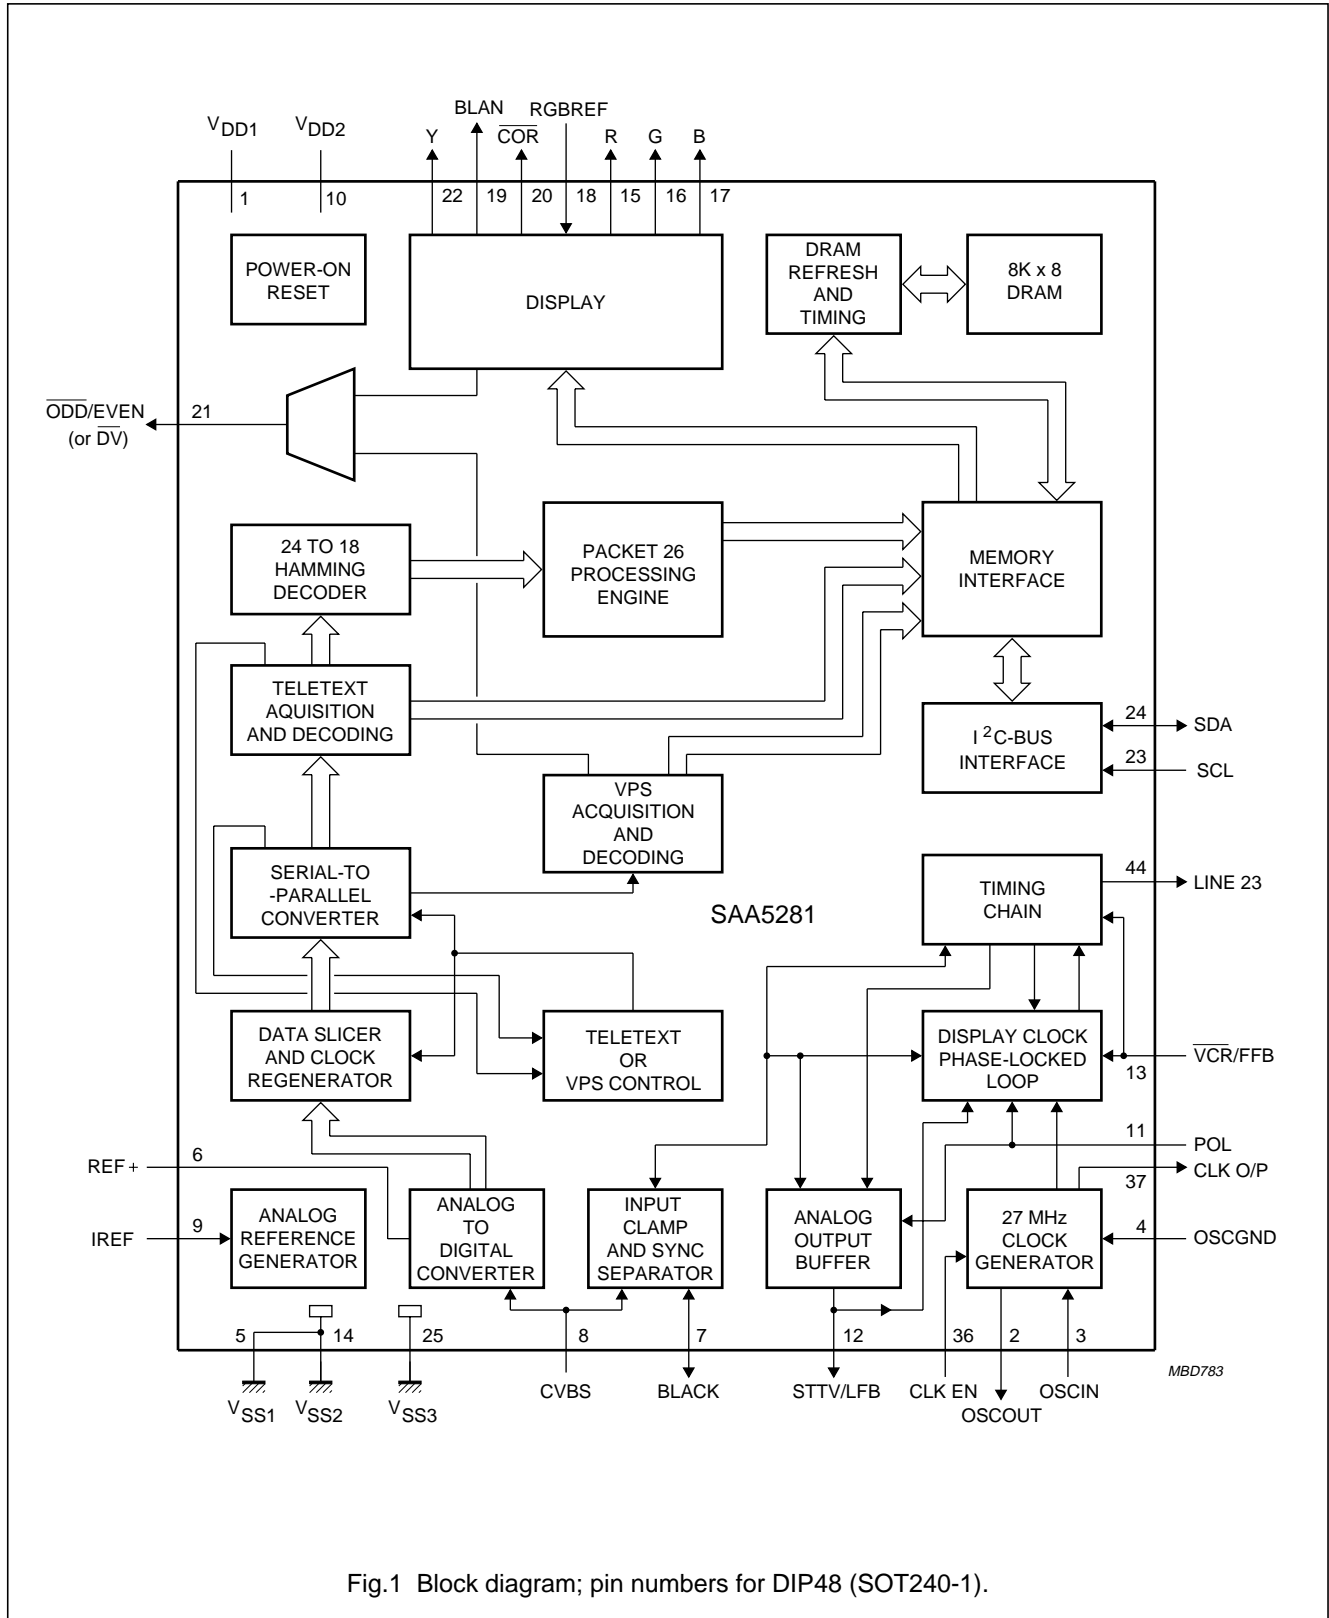 BLAN RGBREF
VDD1 VDD2 Y COR R G B
1 10 22 19 20 18 15 16 17
POWER-ON
RESET
DISPLAY
DRAM
REFRESH
AND
TIMING
8K x 8
DRAM
ODD/EVEN
(or DV)
21
24 TO 18
HAMMING
DECODER
PACKET 26
PROCESSING
ENGINE
MEMORY
INTERFACE
TELETEXT
AQUISITION
AND DECODING
I2C-BUS
INTERFACE
24
SDA
23
SCL
VPS
ACQUISITION
AND
DECODING
SERIAL-TO
-PARALLEL
CONVERTER
SAA5281
TIMING
CHAIN
44
LINE 23
DATA SLICER
AND CLOCK
REGENERATOR
TELETEXT
OR
VPS CONTROL
DISPLAY CLOCK
PHASE-LOCKED
LOOP
VCR/FFB
13
11
POL
CLK O/P
37
REF+
6
IREF
9
ANALOG
REFERENCE
GENERATOR
ANALOG
TO
DIGITAL
CONVERTER
INPUT
CLAMP
AND SYNC
SEPARATOR
ANALOG
OUTPUT
BUFFER
27 MHz
CLOCK
GENERATOR
4
OSCGND
5 14 25 8 7 12 36 2 3
VSS1 VSS2 VSS3 CVBS BLACK STTV/LFB CLK EN OSCIN
OSCOUT
MBD783
Fig.1 Block diagram; pin numbers for DIP48 (SOT240-1).